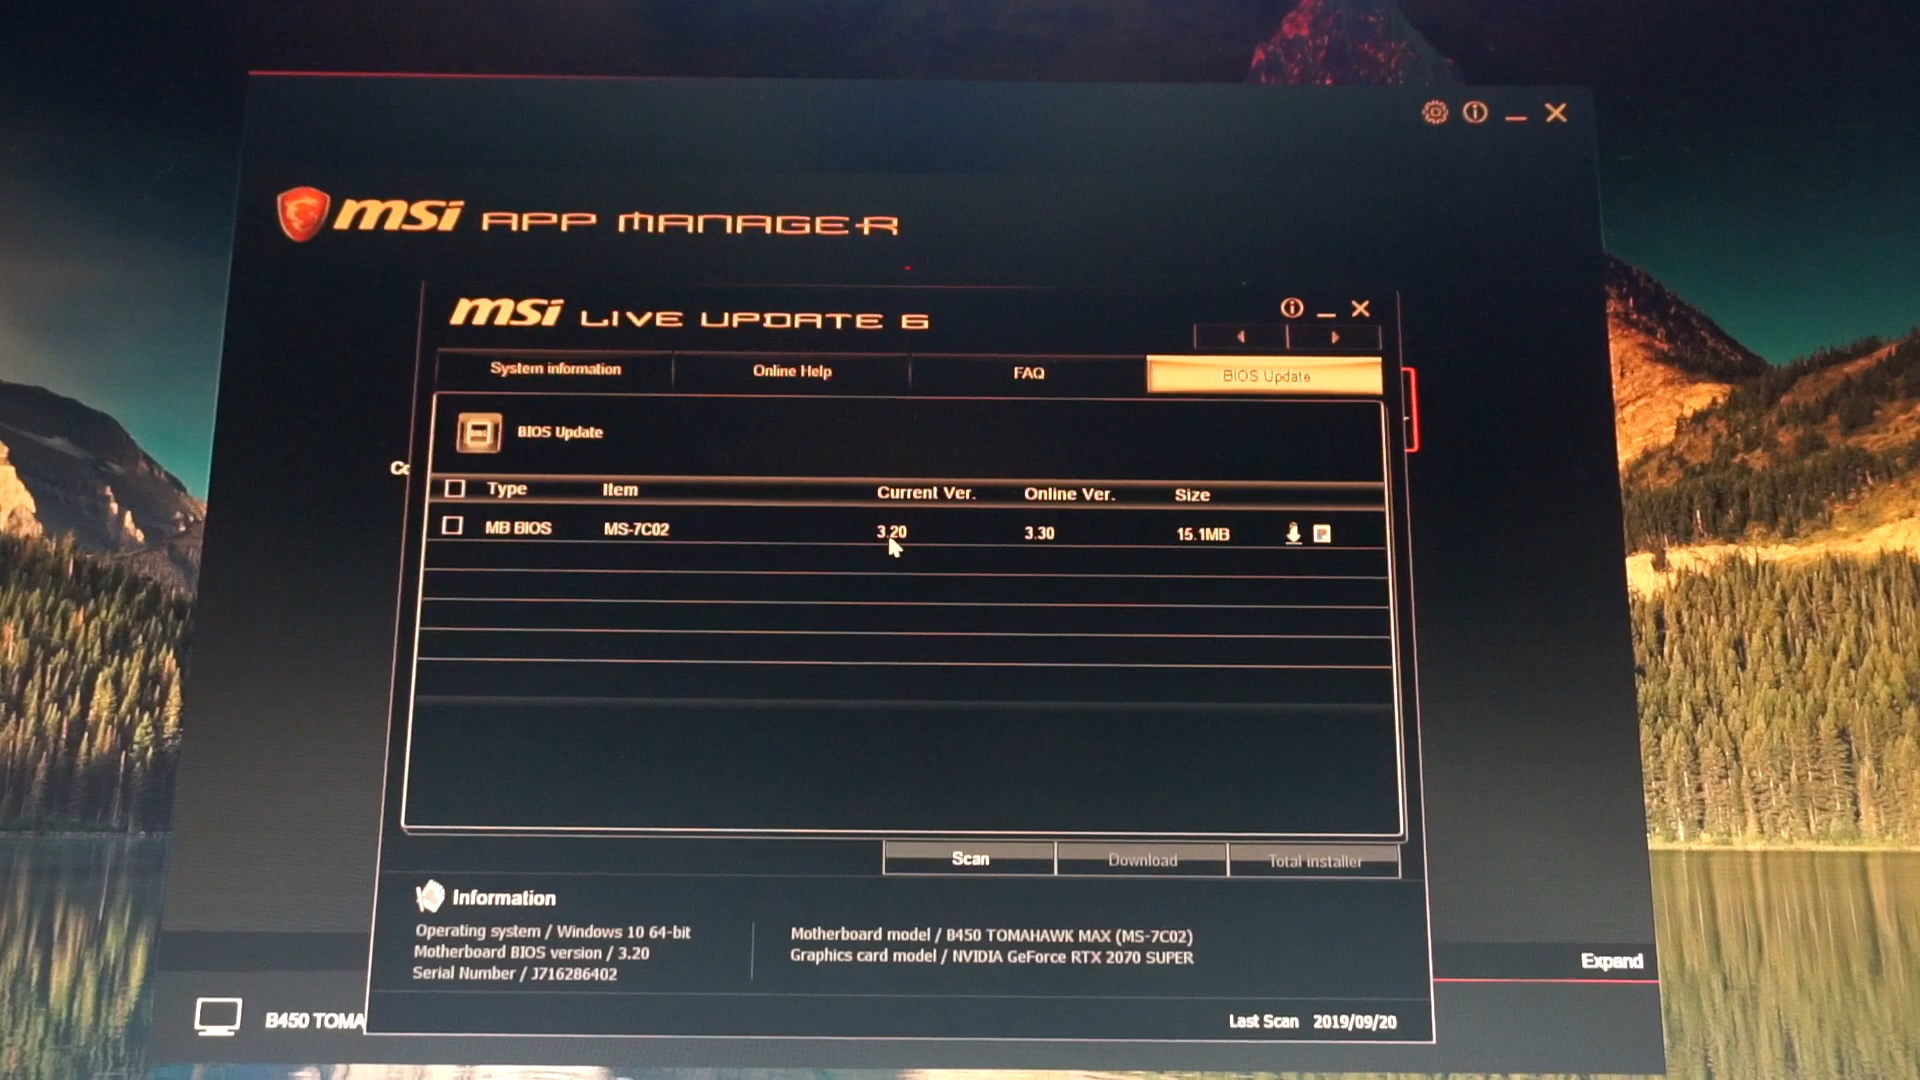 msi APP MANAGER
msi LIVE UPDATE 6
System information Online Help FAQ BIOS Update
BIOS Update
Type Item Current Ver. Online Ver. Size
MB BIOS MS-7C02 3.20 3.30 15.1MB
Scan Download Total installer
Information
Operating system / Windows 10 64-bit
Motherboard BIOS version / 3.20
Serial Number / J716286402
Motherboard model / B450 TOMAHAWK MAX (MS-7C02)
Graphics card model / NVIDIA GeForce RTX 2070 SUPER
Expand
B450 TOMA
Last Scan 2019/09/20